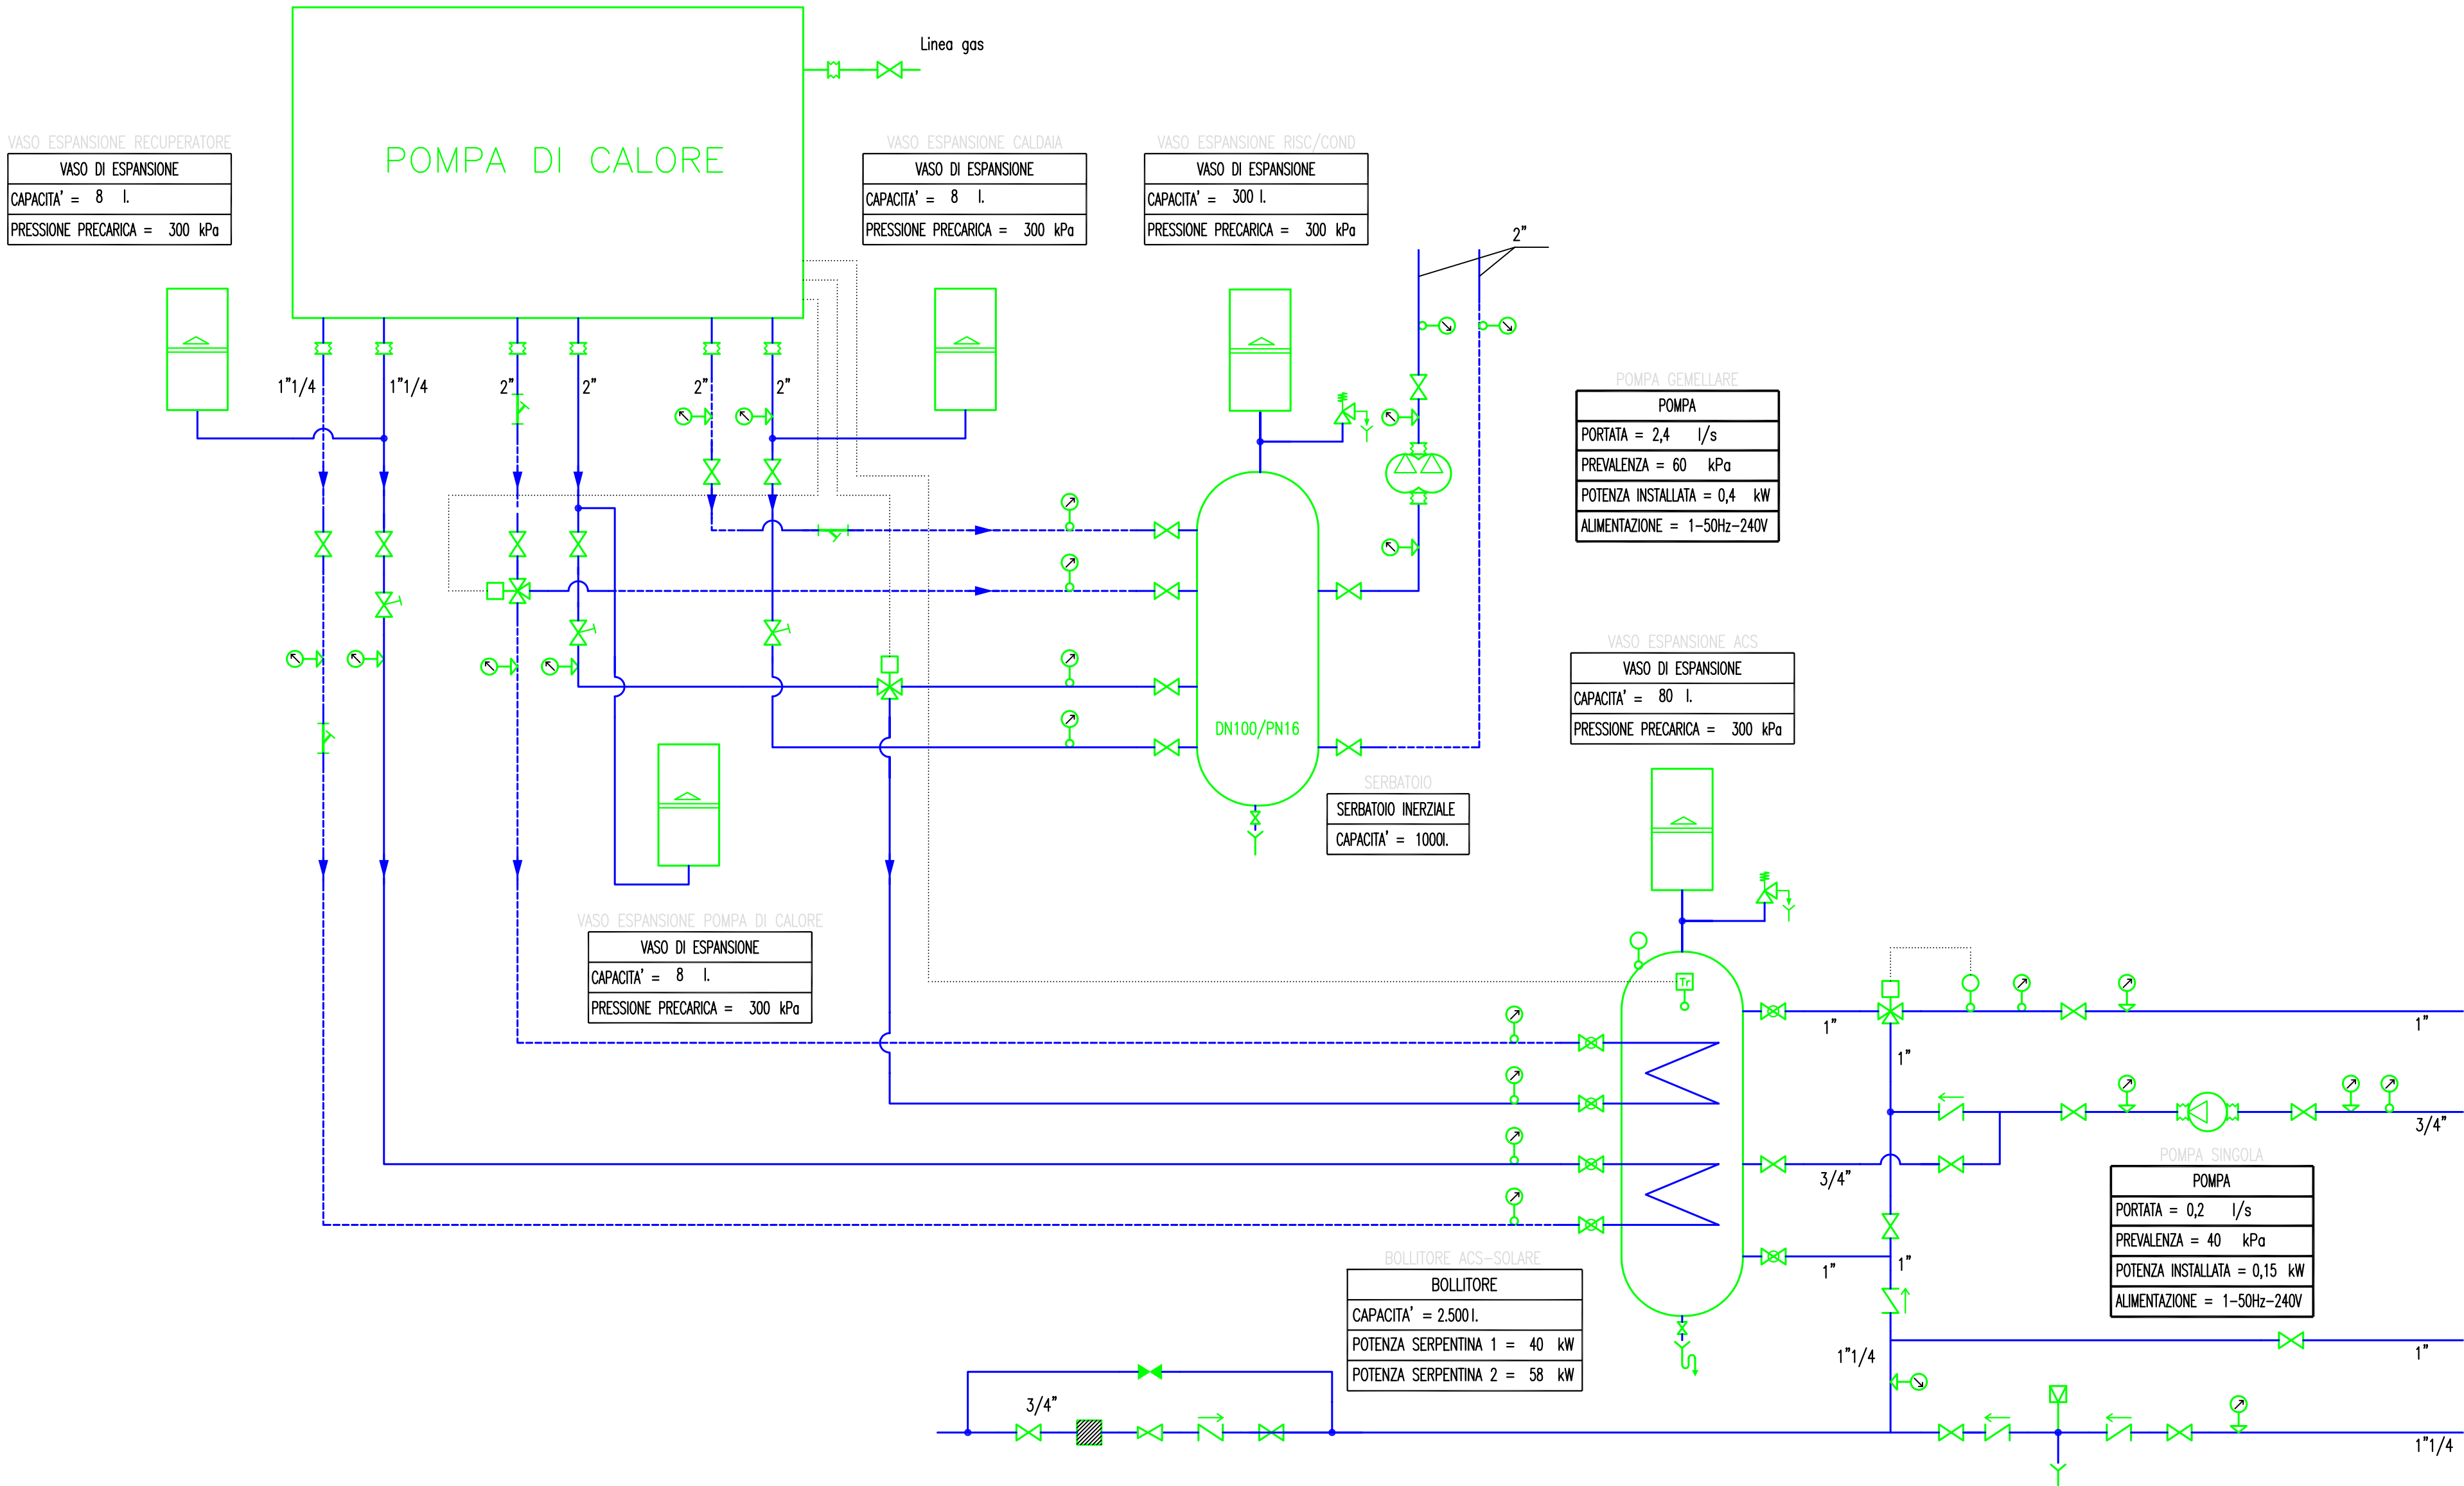 Linea gas
POMPA DI CALORE
VASO ESPANSIONE RECUPERATORE
VASO DI ESPANSIONE
CAPACITA' = 8 l.
PRESSIONE PRECARICA = 300 kPa
VASO ESPANSIONE CALDAIA
VASO DI ESPANSIONE
CAPACITA' = 8 l.
PRESSIONE PRECARICA = 300 kPa
VASO ESPANSIONE RISC/COND
VASO DI ESPANSIONE
CAPACITA' = 300 l.
PRESSIONE PRECARICA = 300 kPa
2"
1"1/4
1"1/4
2"
2"
2"
2"
POMPA GEMELLARE
POMPA
PORTATA = 2,4 l/s
PREVALENZA = 60 kPa
POTENZA INSTALLATA = 0,4 kW
ALIMENTAZIONE = 1-50Hz-240V
VASO ESPANSIONE ACS
VASO DI ESPANSIONE
CAPACITA' = 80 l.
PRESSIONE PRECARICA = 300 kPa
DN100/PN16
SERBATOIO
SERBATOIO INERZIALE
CAPACITA' = 1000l.
VASO ESPANSIONE POMPA DI CALORE
VASO DI ESPANSIONE
CAPACITA' = 8 l.
PRESSIONE PRECARICA = 300 kPa
Tr
1"
1"
1"
3/4"
3/4"
POMPA SINGOLA
POMPA
PORTATA = 0,2 l/s
PREVALENZA = 40 kPa
POTENZA INSTALLATA = 0,15 kW
ALIMENTAZIONE = 1-50Hz-240V
1"
1"
BOLLITORE ACS-SOLARE
BOLLITORE
CAPACITA' = 2.500 l.
POTENZA SERPENTINA 1 = 40 kW
POTENZA SERPENTINA 2 = 58 kW
1"1/4
1"
3/4"
1"1/4